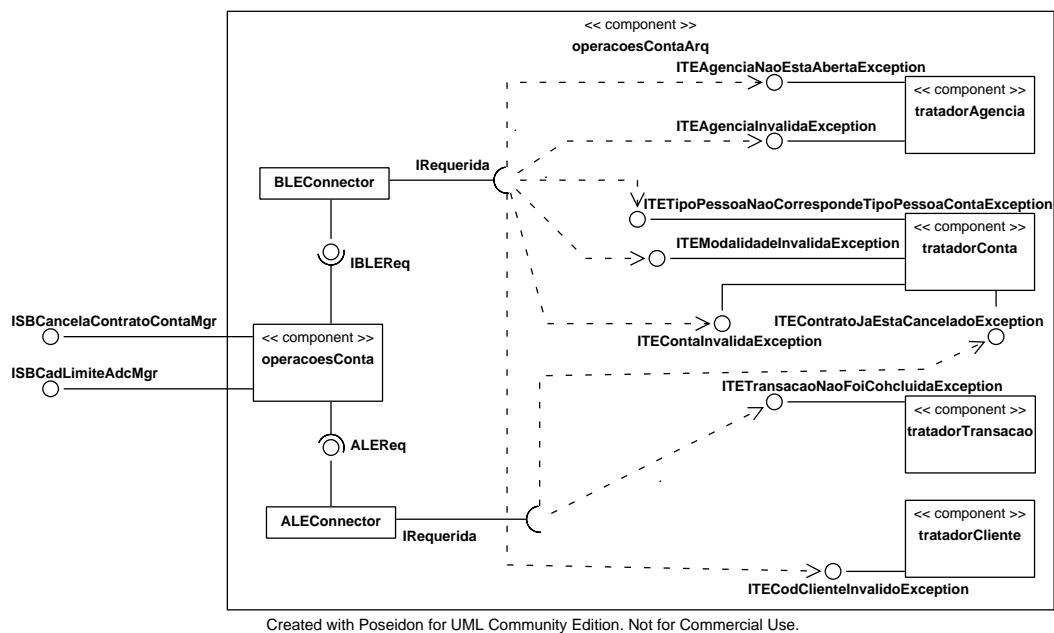 << component >>
operacoesContaArq
ITEAgenciaNaoEstaAbertaException
<< component >>
tratadorAgencia
ITEAgenciaInvalidaException
IRequerida
BLEConnector
ITETipoPessoaNaoCorrespondeTipoPessoaContaException
<< component >>
tratadorConta
ITEModalidadeInvalidaException
IBLEReq
ISBCancelaContratoContaMgr
ITEContratoJaEstaCanceladoException
<< component >>
operacoesConta
ITEContaInvalidaException
ISBCadLimiteAdcMgr
ITETransacaoNaoFoiCohcluidaException
<< component >>
tratadorTransacao
ALEReq
<< component >>
tratadorCliente
ALEConnector
IRequerida
ITECodClienteInvalidoException
Created with Poseidon for UML Community Edition. Not for Commercial Use.